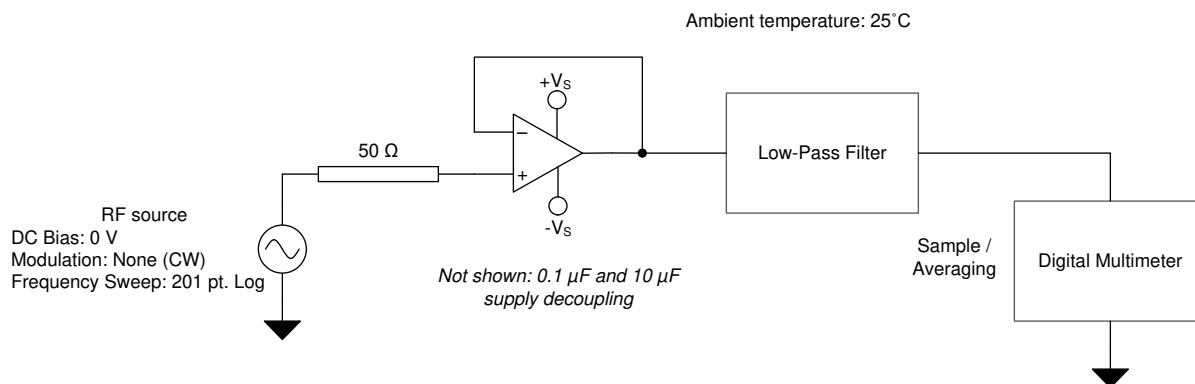 Ambient temperature: 25˚C
+VS
−
50 Ω
+
-VS
Low-Pass Filter
RF source
DC Bias: 0 V
Modulation: None (CW)
Frequency Sweep: 201 pt. Log
Not shown: 0.1 µF and 10 µF
supply decoupling
Sample /
Averaging
Digital Multimeter